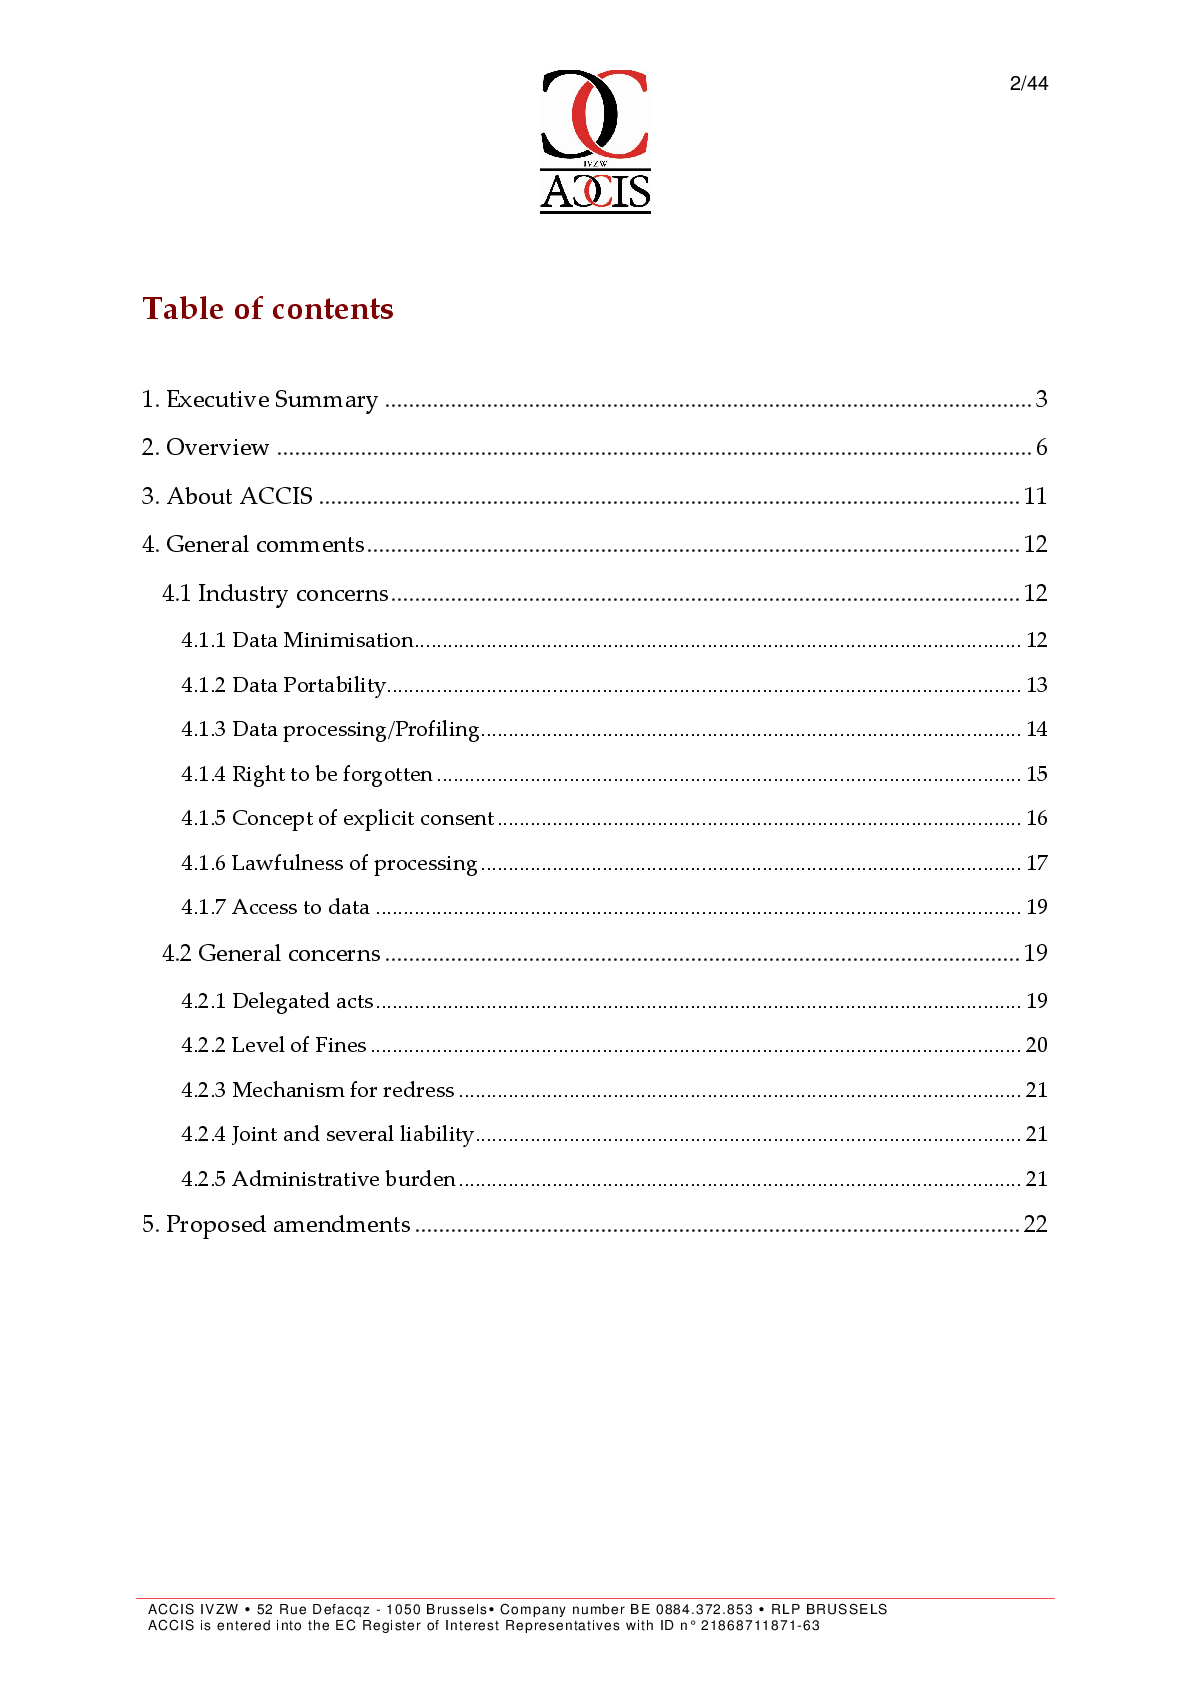 2/44
IVZW
ACCIS
Table of contents
1. Executive Summary ............................................................................................................ 3
2. Overview .............................................................................................................................. 6
3. About ACCIS ..................................................................................................................... 11
4. General comments............................................................................................................. 12
4.1 Industry concerns......................................................................................................... 12
4.1.1 Data Minimisation................................................................................................... 12
4.1.2 Data Portability........................................................................................................ 13
4.1.3 Data processing/Profiling...................................................................................... 14
4.1.4 Right to be forgotten ............................................................................................... 15
4.1.5 Concept of explicit consent .................................................................................... 16
4.1.6 Lawfulness of processing ....................................................................................... 17
4.1.7 Access to data .......................................................................................................... 19
4.2 General concerns .......................................................................................................... 19
4.2.1 Delegated acts .......................................................................................................... 19
4.2.2 Level of Fines ........................................................................................................... 20
4.2.3 Mechanism for redress ........................................................................................... 21
4.2.4 Joint and several liability........................................................................................ 21
4.2.5 Administrative burden ........................................................................................... 21
5. Proposed amendments ..................................................................................................... 22
ACCIS IVZW • 52 Rue Defacqz - 1050 Brussels• Company number BE 0884.372.853 • RLP BRUSSELS
ACCIS is entered into the EC Register of Interest Representatives with ID n° 21868711871-63